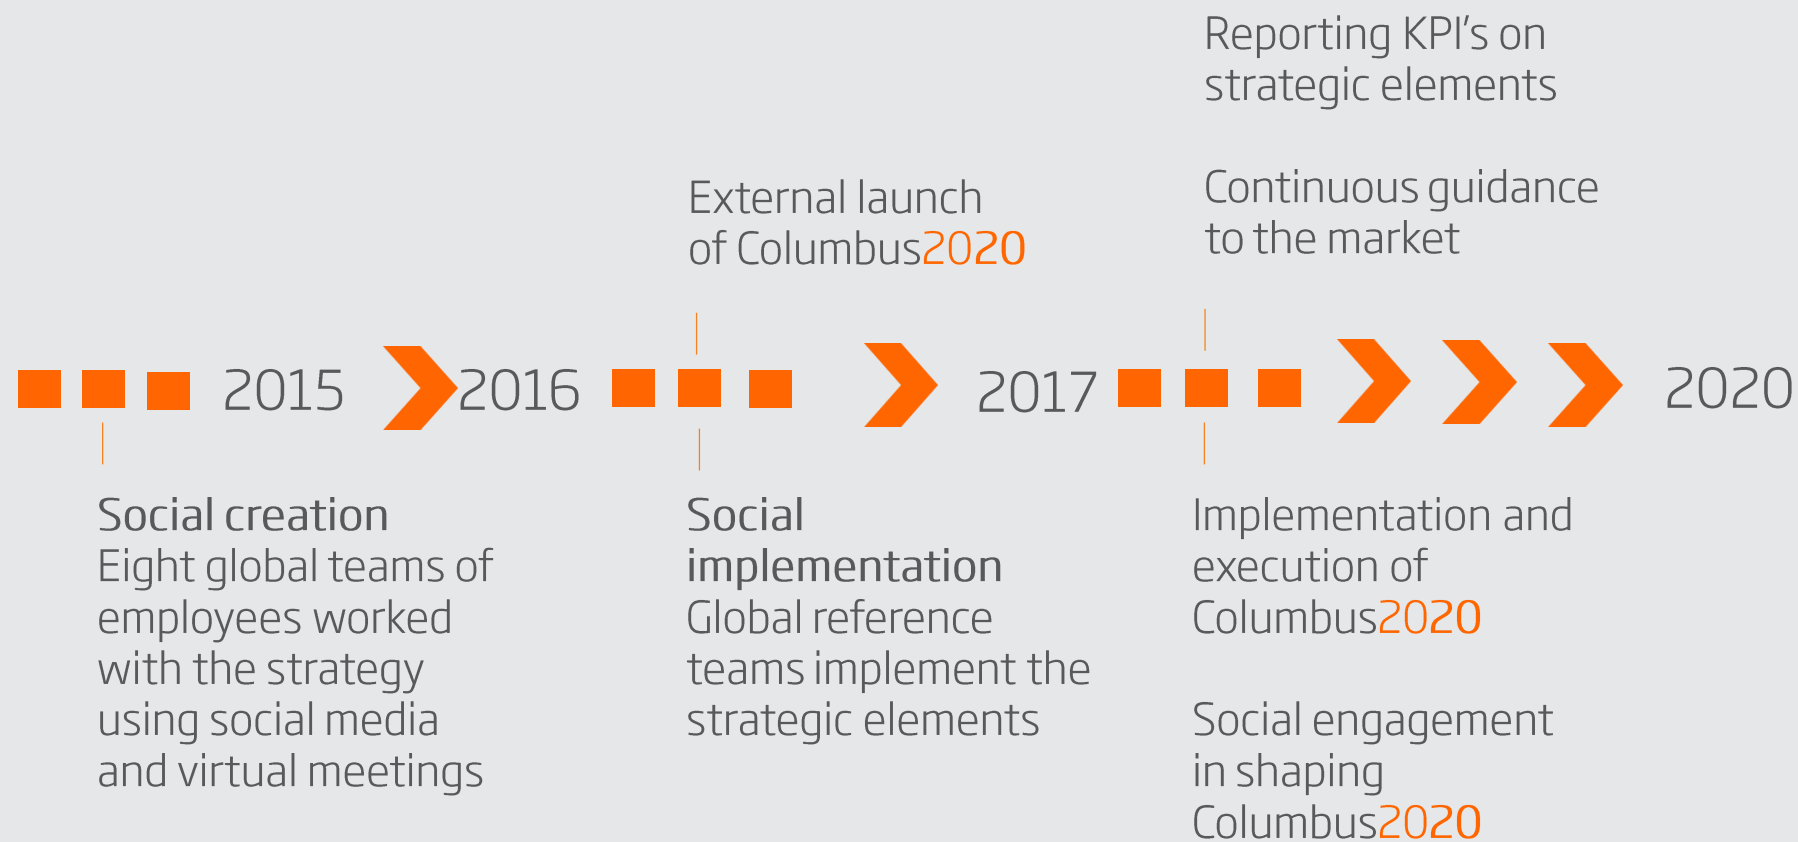 Reporting KPI's on
strategic elements
Continuous guidance
to the market
External launch
of Columbus2020
2015
2016
2017
2020
Social creation
Eight global teams of
employees worked
with the strategy
using social media
and virtual meetings
Social
implementation
Global reference
teams implement the
strategic elements
Implementation and
execution of
Columbus2020
Social engagement
in shaping
Columbus2020